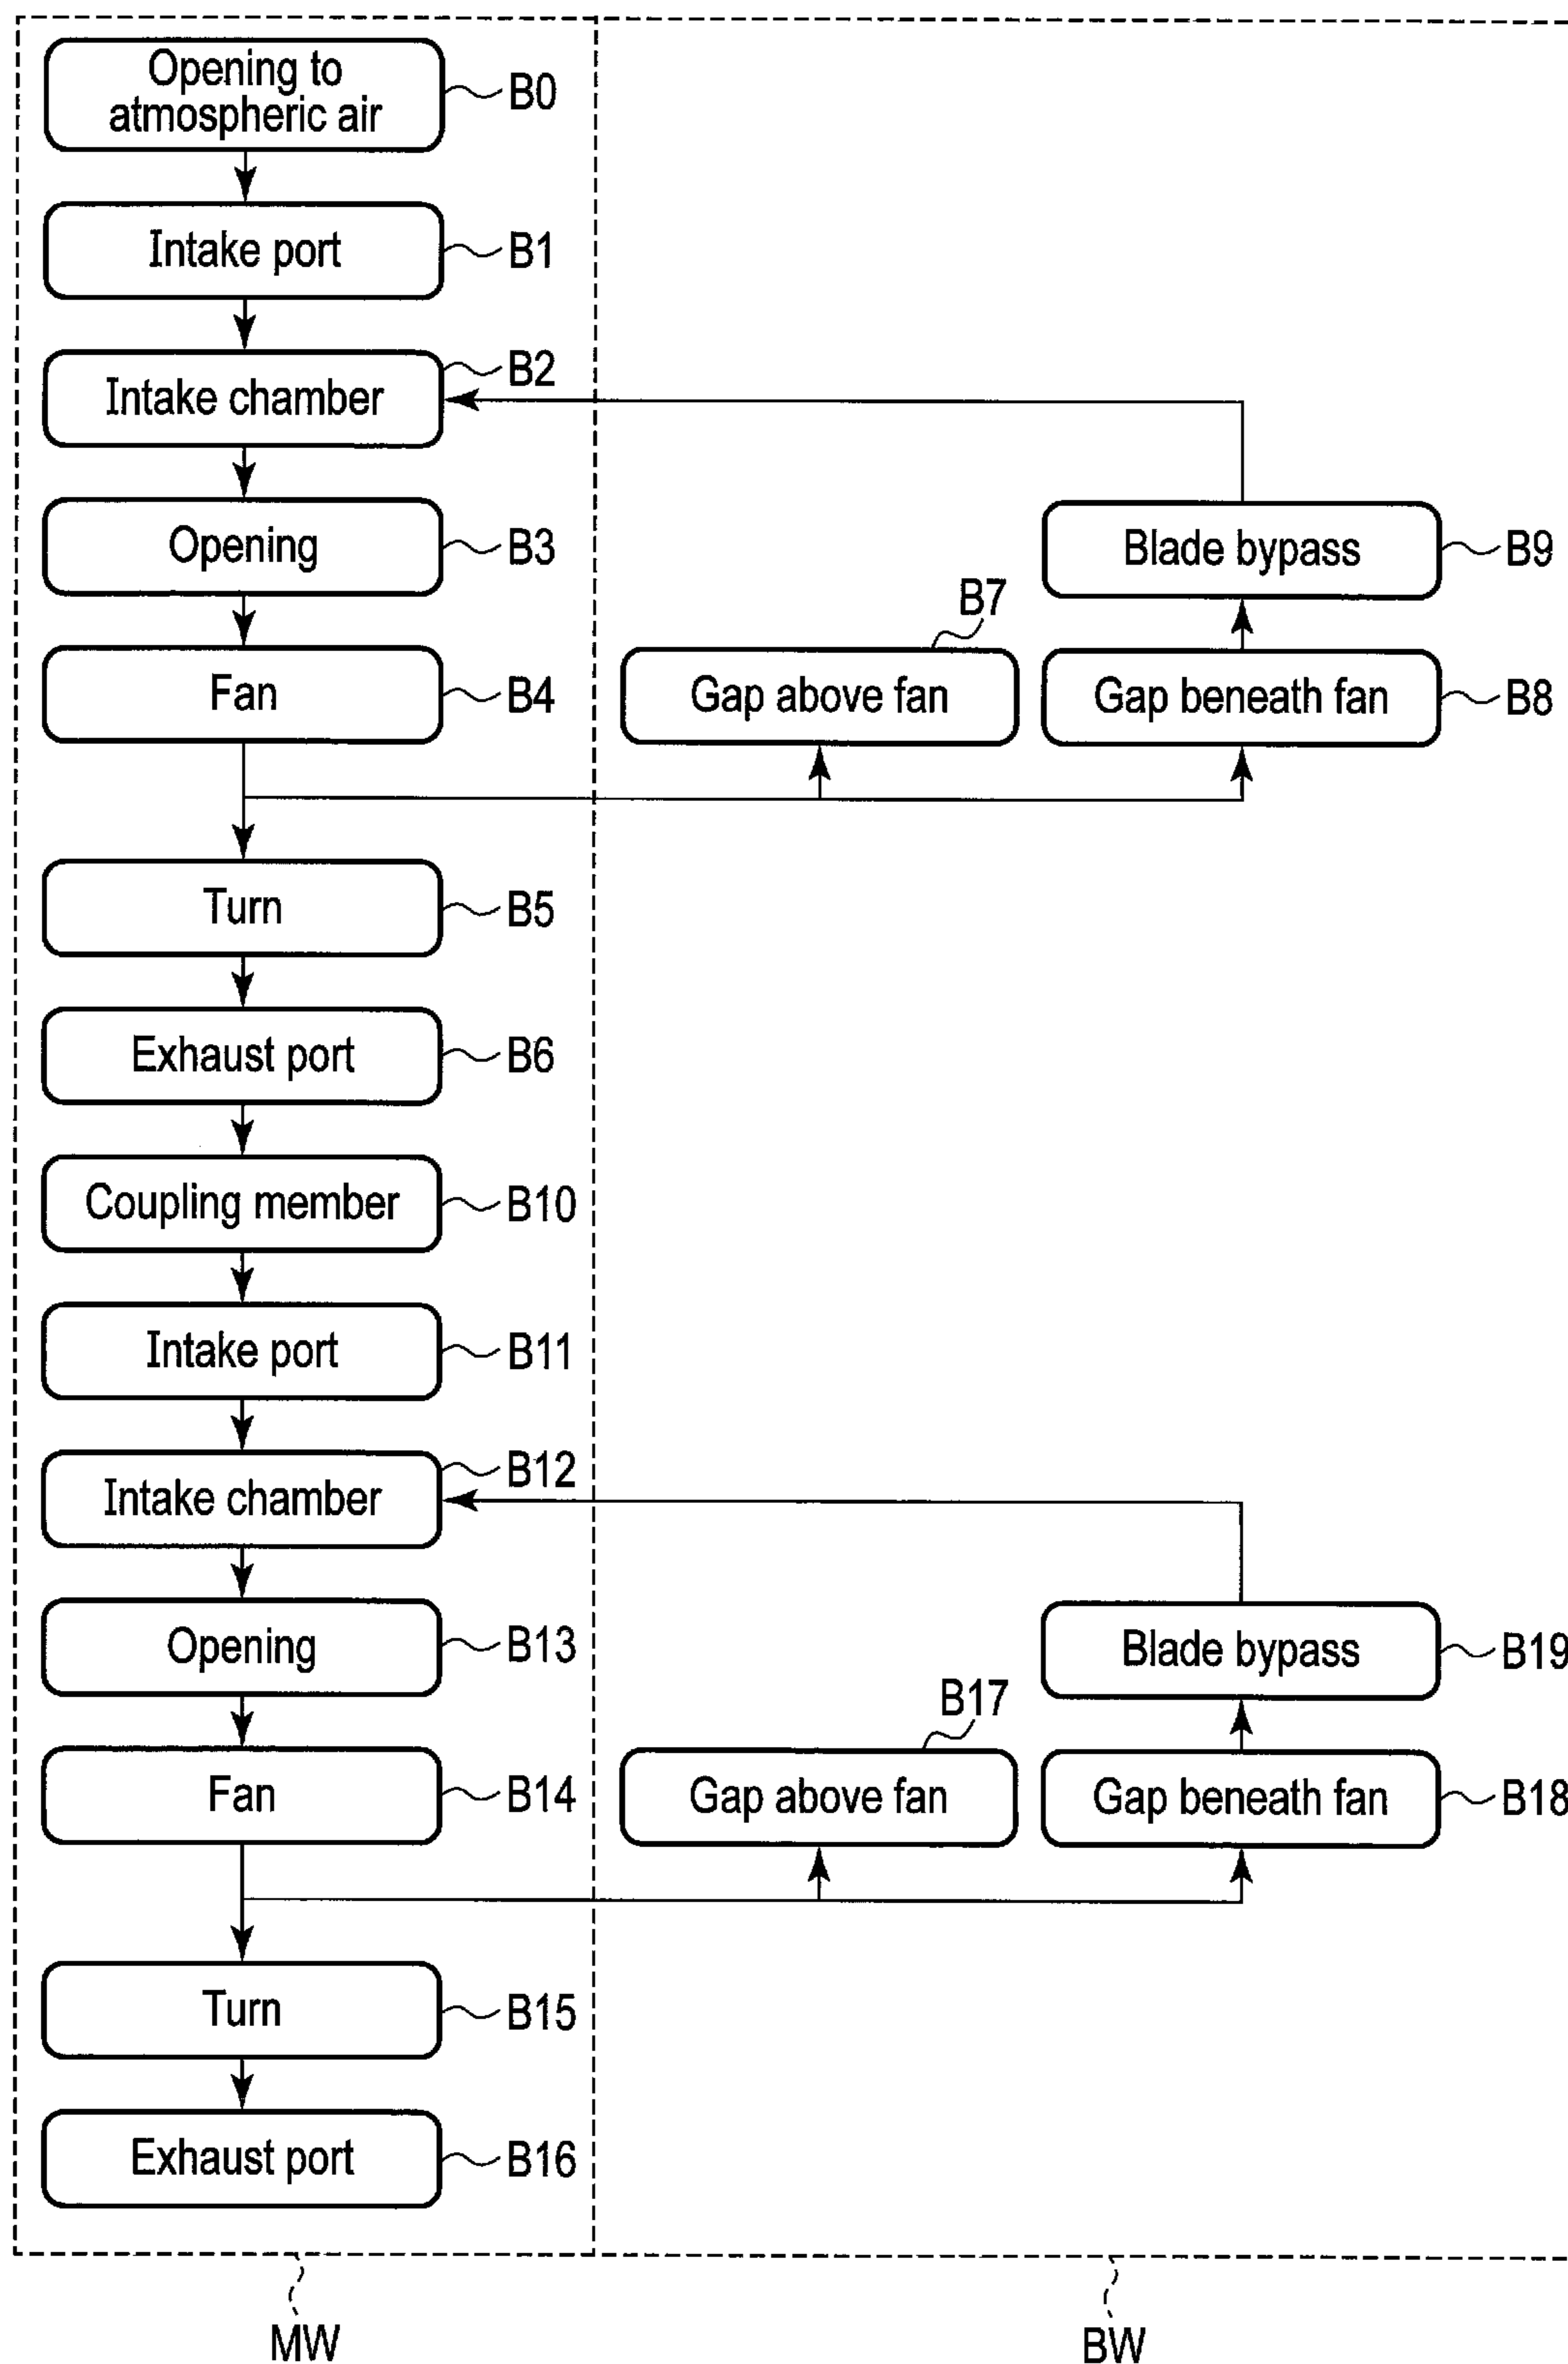 Opening to
atmospheric air
B0
Intake port
B1
Intake chamber
B2
Opening
B3
Blade bypass
B9
B7
Fan
B4
Gap above fan
Gap beneath fan
B8
Turn
B5
Exhaust port
B6
Coupling member
B10
Intake port
B11
Intake chamber
B12
Opening
B13
Blade bypass
B19
B17
Fan
B14
Gap above fan
Gap beneath fan
B18
Turn
B15
Exhaust port
B16
MW
BW